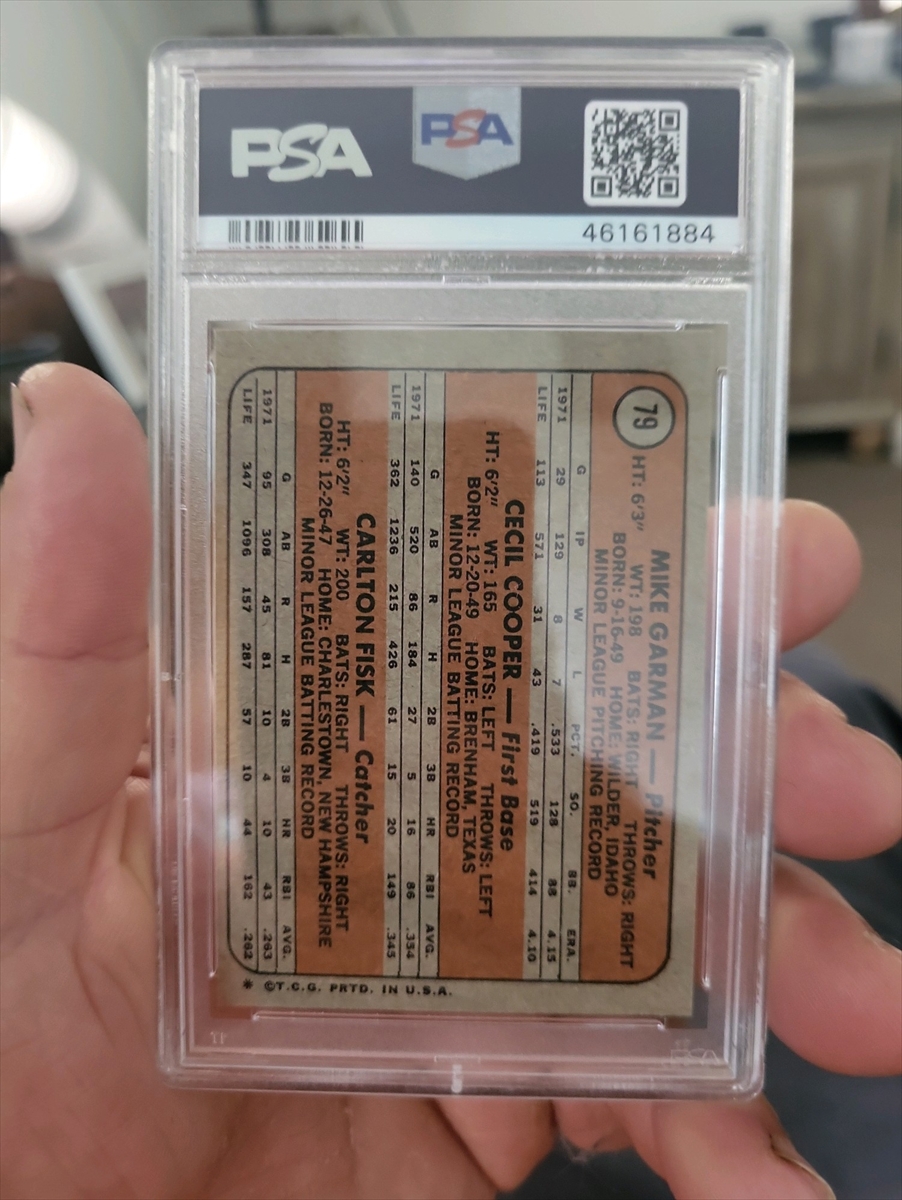 PSA
PSA
46161884
79
MIKE GARMAN — Pitcher
HT: 6'3" WT: 198 BATS: RIGHT THROWS: RIGHT
BORN: 9-16-49 HOME: WILDER, IDAHO
MINOR LEAGUE PITCHING RECORD
G IP W L PCT. SO. BB. ERA.
1971 29 129 8 7 .533 128 88 4.15
LIFE 113 571 31 43 .419 519 414 4.10
CECIL COOPER — First Base
HT: 6'2" WT: 165 BATS: LEFT THROWS: LEFT
BORN: 12-20-49 HOME: BRENHAM, TEXAS
MINOR LEAGUE BATTING RECORD
G AB R H 2B 3B HR RBI AVG.
1971 140 520 86 184 27 5 16 86 .354
LIFE 362 1236 215 426 61 15 20 149 .345
CARLTON FISK — Catcher
HT: 6'2" WT: 200 BATS: RIGHT THROWS: RIGHT
BORN: 12-26-47 HOME: CHARLESTOWN, NEW HAMPSHIRE
MINOR LEAGUE BATTING RECORD
G AB R H 2B 3B HR RBI AVG.
1971 95 308 45 81 10 4 10 43 .263
LIFE 347 1096 157 287 57 10 44 162 .262
* ©T.C.G. PRTD. IN U.S.A.
PSA